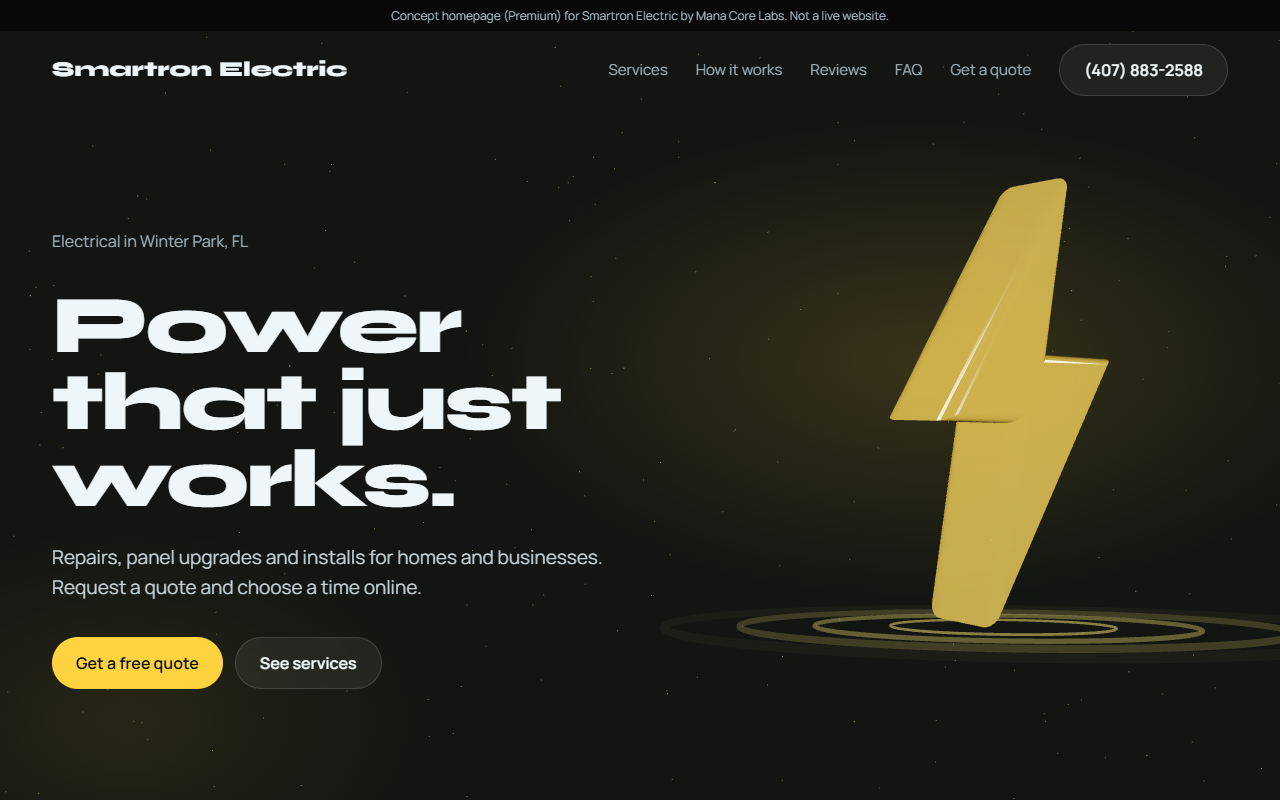 Concept homepage (Premium) for Smartron Electric by Mana Core Labs. Not a live website.
Smartron Electric
Services
How it works
Reviews
FAQ
Get a quote
(407) 883-2588
Electrical in Winter Park, FL
Power
that just
works.
Repairs, panel upgrades and installs for homes and businesses.
Request a quote and choose a time online.
Get a free quote
See services